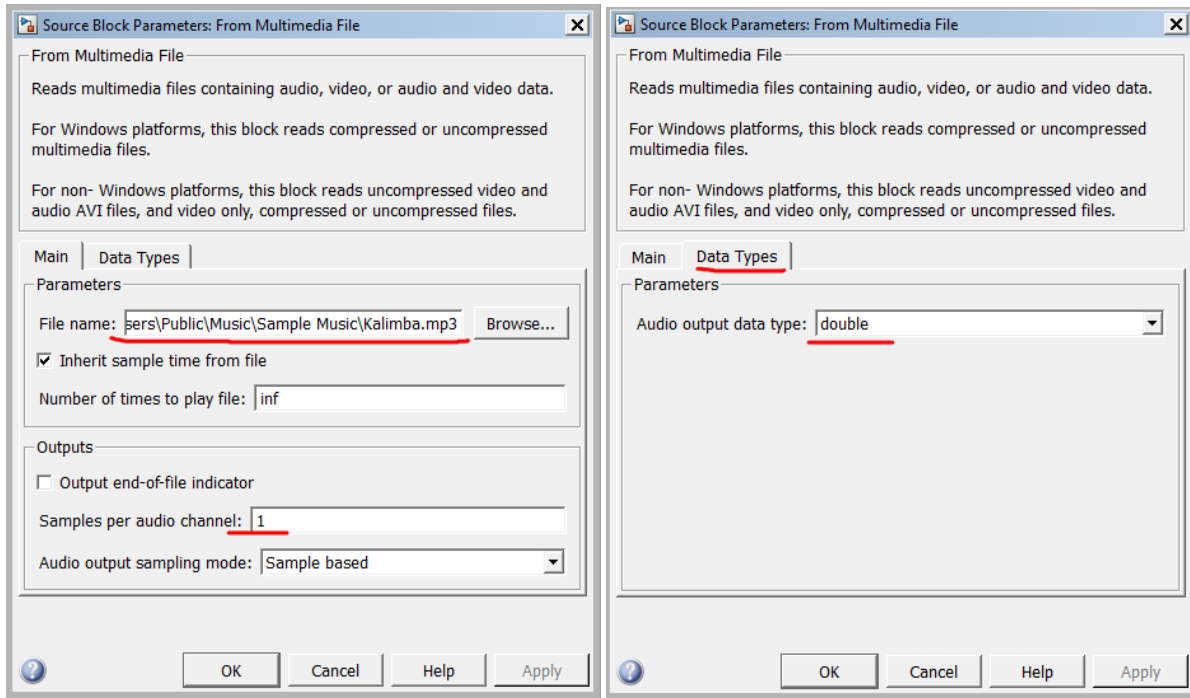 Source Block Parameters: From Multimedia File
From Multimedia File
Reads multimedia files containing audio, video, or audio and video data.
For Windows platforms, this block reads compressed or uncompressed
multimedia files.
For non- Windows platforms, this block reads uncompressed video and
audio AVI files, and video only, compressed or uncompressed files.
Main
Data Types
Parameters
File name: sers\Public\Music\Sample Music\Kalimba.mp3 Browse...
Inherit sample time from file
Number of times to play file: inf
Outputs
Output end-of-file indicator
Samples per audio channel: 1
Audio output sampling mode: Sample based
OK Cancel Help Apply
Source Block Parameters: From Multimedia File
From Multimedia File
Reads multimedia files containing audio, video, or audio and video data.
For Windows platforms, this block reads compressed or uncompressed
multimedia files.
For non- Windows platforms, this block reads uncompressed video and
audio AVI files, and video only, compressed or uncompressed files.
Main
Data Types
Parameters
Audio output data type: double
OK Cancel Help Apply